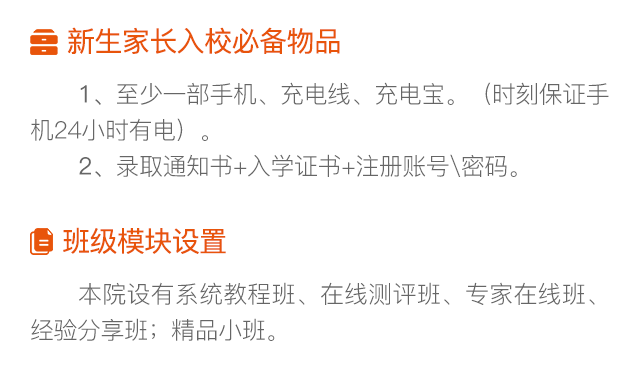 新生家长入校必备物品
1、至少一部手机、充电线、充电宝。（时刻保证手
机24小时有电）。
2、录取通知书+入学证书+注册账号\密码。
班级模块设置
本院设有系统教程班、在线测评班、专家在线班、
经验分享班；精品小班。